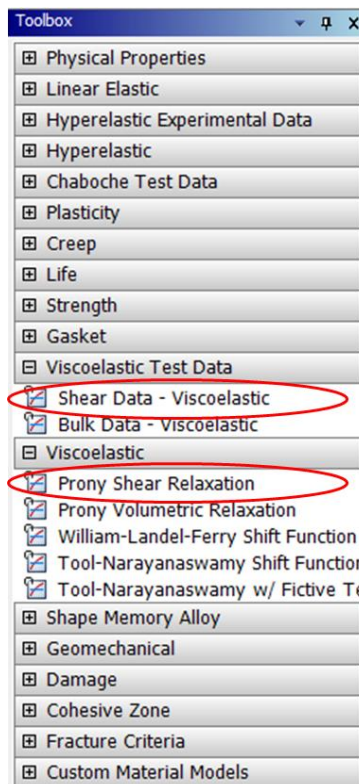 Toolbox
Physical Properties
Linear Elastic
Hyperelastic Experimental Data
Hyperelastic
Chaboche Test Data
Plasticity
Creep
Life
Strength
Gasket
Viscoelastic Test Data
Shear Data - Viscoelastic
Bulk Data - Viscoelastic
Viscoelastic
Prony Shear Relaxation
Prony Volumetric Relaxation
William-Landel-Ferry Shift Function
Tool-Narayanaswamy Shift Function
Tool-Narayanaswamy w/ Fictive Te
Shape Memory Alloy
Geomechanical
Damage
Cohesive Zone
Fracture Criteria
Custom Material Models